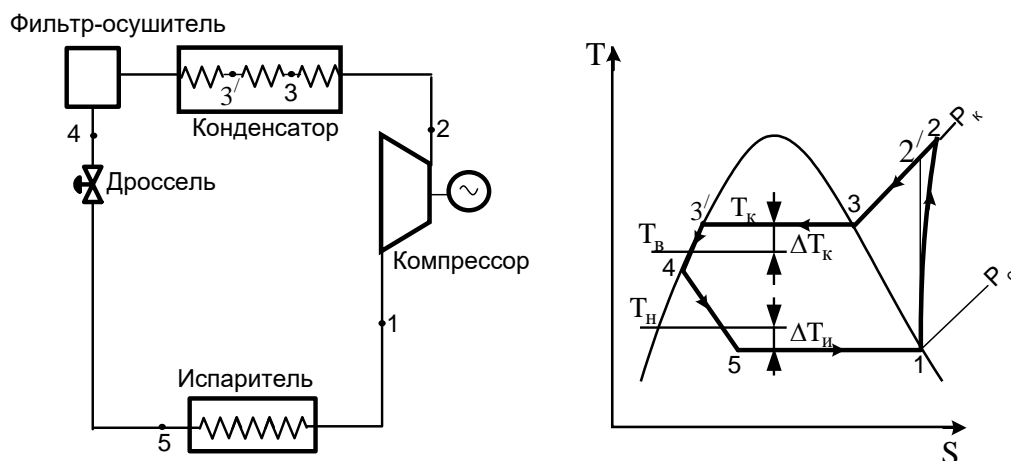 Фильтр-осушитель
3/
3
Конденсатор
2
4
Дроссель
Компрессор
1
Испаритель
5
T
Pк
2
2/
3/
Tк
3
Tв
ΔTк
4
Tн
ΔTи
5
1
S